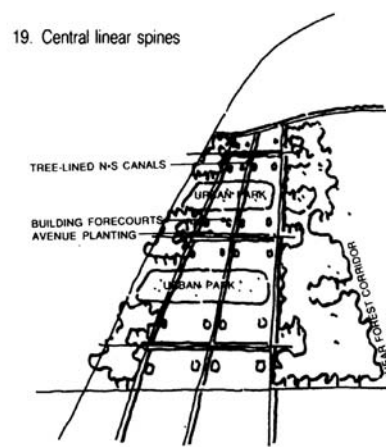 19. Central linear spines
TREE-LINED N•S CANALS
URBAN PARK
BUILDING FORECOURTS
AVENUE PLANTING
URBAN PARK
FOREST CORRIDOR